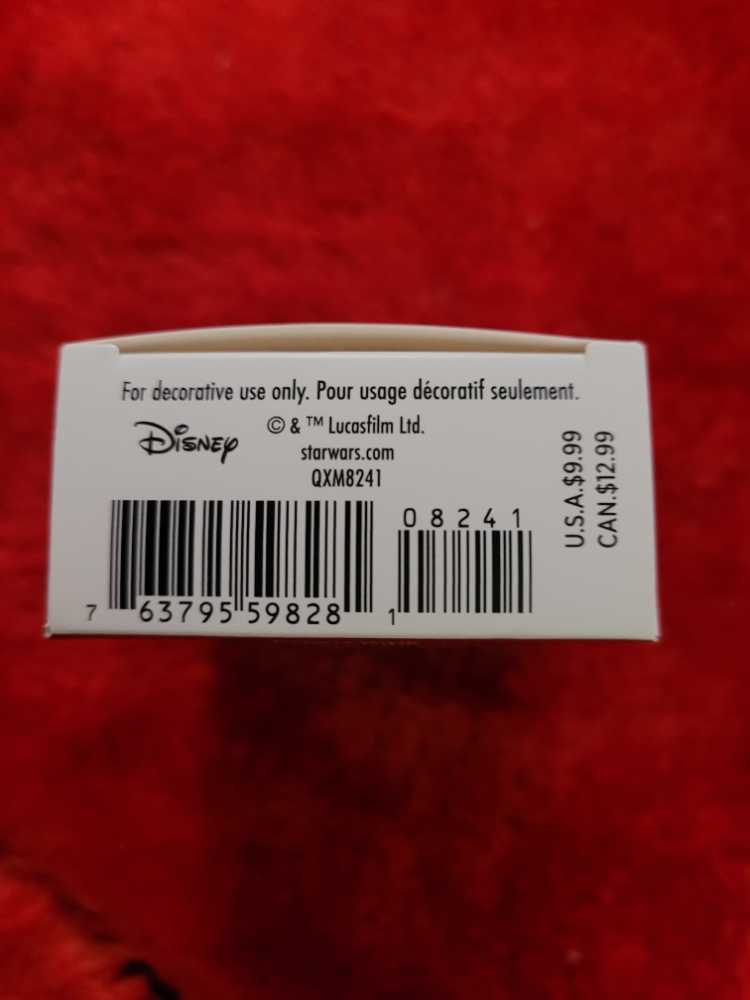 For decorative use only. Pour usage décoratif seulement.
Disney
© & ™ Lucasfilm Ltd.
starwars.com
QXM8241
U.S.A.$9.99
CAN.$12.99
08241
7 63795 59828 1